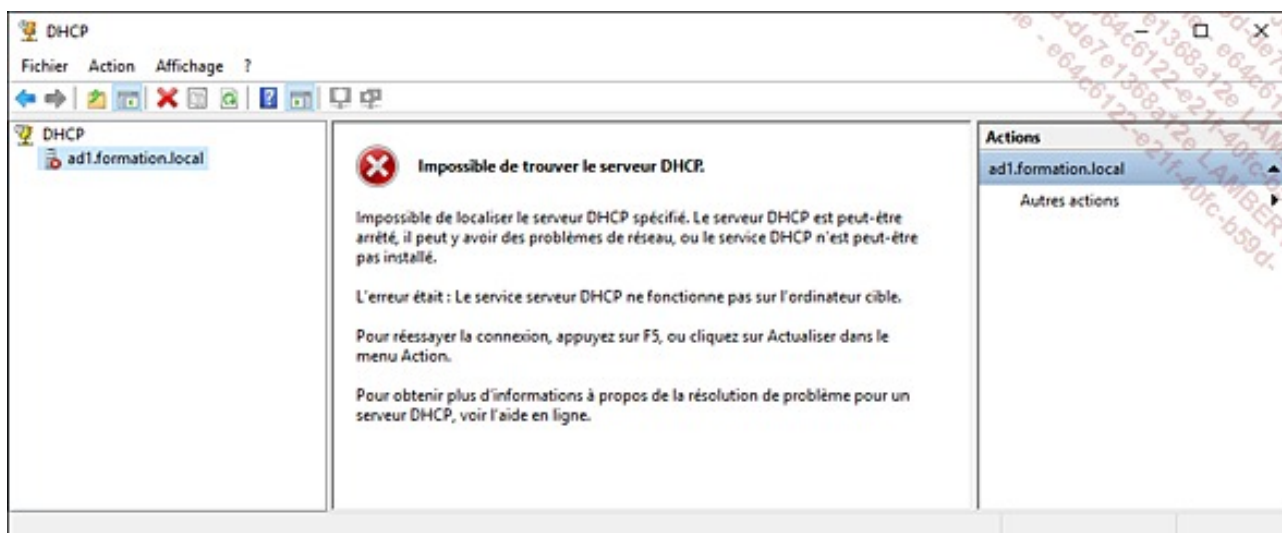 DHCP
Fichier Action Affichage ?
DHCP
ad1.formation.local
Impossible de trouver le serveur DHCP.
Impossible de localiser le serveur DHCP spécifié. Le serveur DHCP est peut-être
arrêté, il peut y avoir des problèmes de réseau, ou le service DHCP n'est peut-être
pas installé.
L'erreur était : Le service serveur DHCP ne fonctionne pas sur l'ordinateur cible.
Pour réessayer la connexion, appuyez sur F5, ou cliquez sur Actualiser dans le
menu Action.
Pour obtenir plus d'informations à propos de la résolution de problème pour un
serveur DHCP, voir l'aide en ligne.
Actions
ad1.formation.local
Autres actions